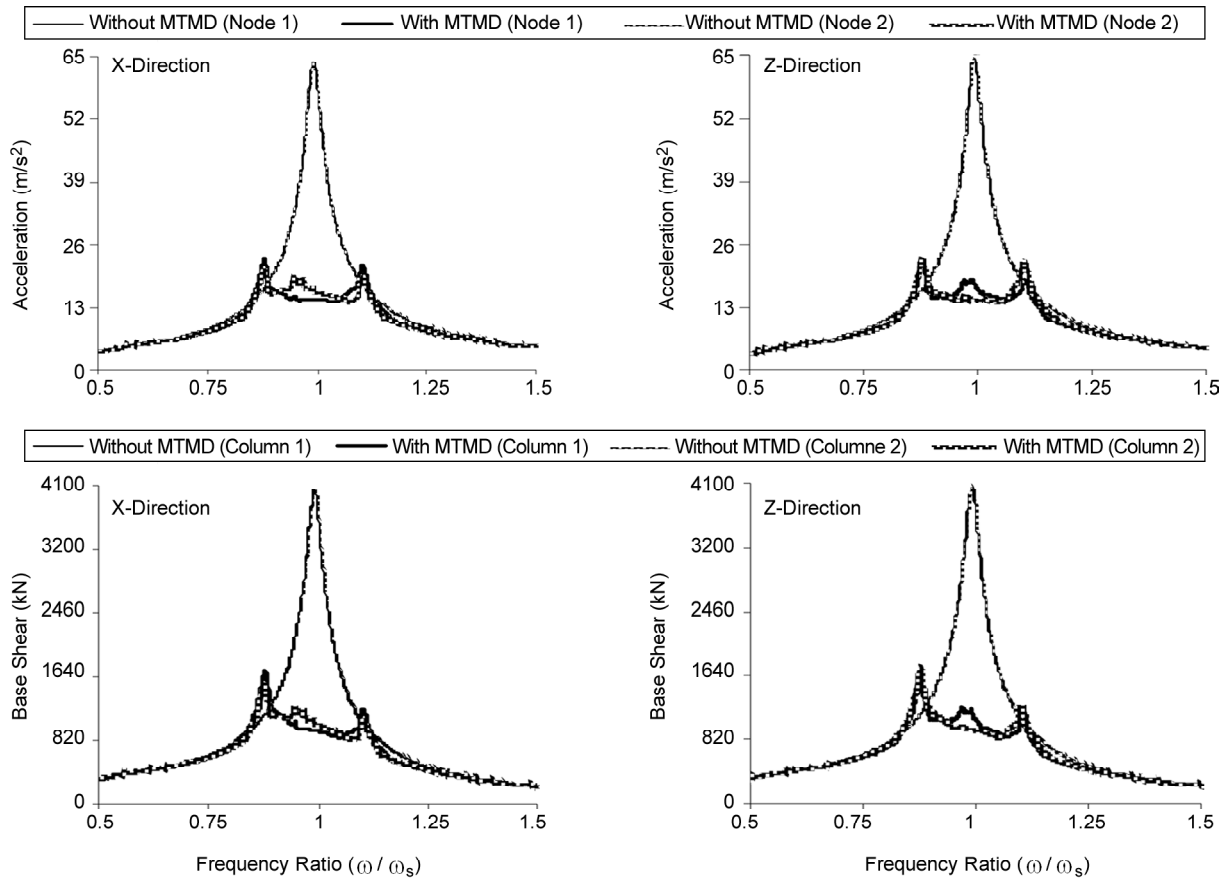 Without MTMD (Node 1) With MTMD (Node 1) Without MTMD (Node 2) With MTMD (Node 2)
X-Direction
Acceleration (m/s²)
65
52
39
26
13
0
0.5 0.75 1 1.25 1.5
Z-Direction
Acceleration (m/s²)
65
52
39
26
13
0
0.5 0.75 1 1.25 1.5
Without MTMD (Column 1) With MTMD (Column 1) Without MTMD (Columne 2) With MTMD (Column 2)
X-Direction
Base Shear (kN)
4100
3200
2460
1640
820
0
0.5 0.75 1 1.25 1.5
Frequency Ratio (ω / ωs)
Z-Direction
Base Shear (kN)
4100
3200
2460
1640
820
0
0.5 0.75 1 1.25 1.5
Frequency Ratio (ω / ωs)